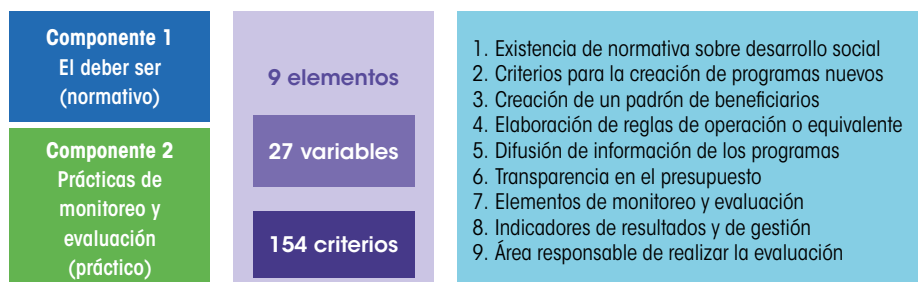 Componente 1
El deber ser
(normativo)
Componente 2
Prácticas de
monitoreo y
evaluación
(práctico)
9 elementos
27 variables
154 criterios
1. Existencia de normativa sobre desarrollo social
2. Criterios para la creación de programas nuevos
3. Creación de un padrón de beneficiarios
4. Elaboración de reglas de operación o equivalente
5. Difusión de información de los programas
6. Transparencia en el presupuesto
7. Elementos de monitoreo y evaluación
8. Indicadores de resultados y de gestión
9. Área responsable de realizar la evaluación